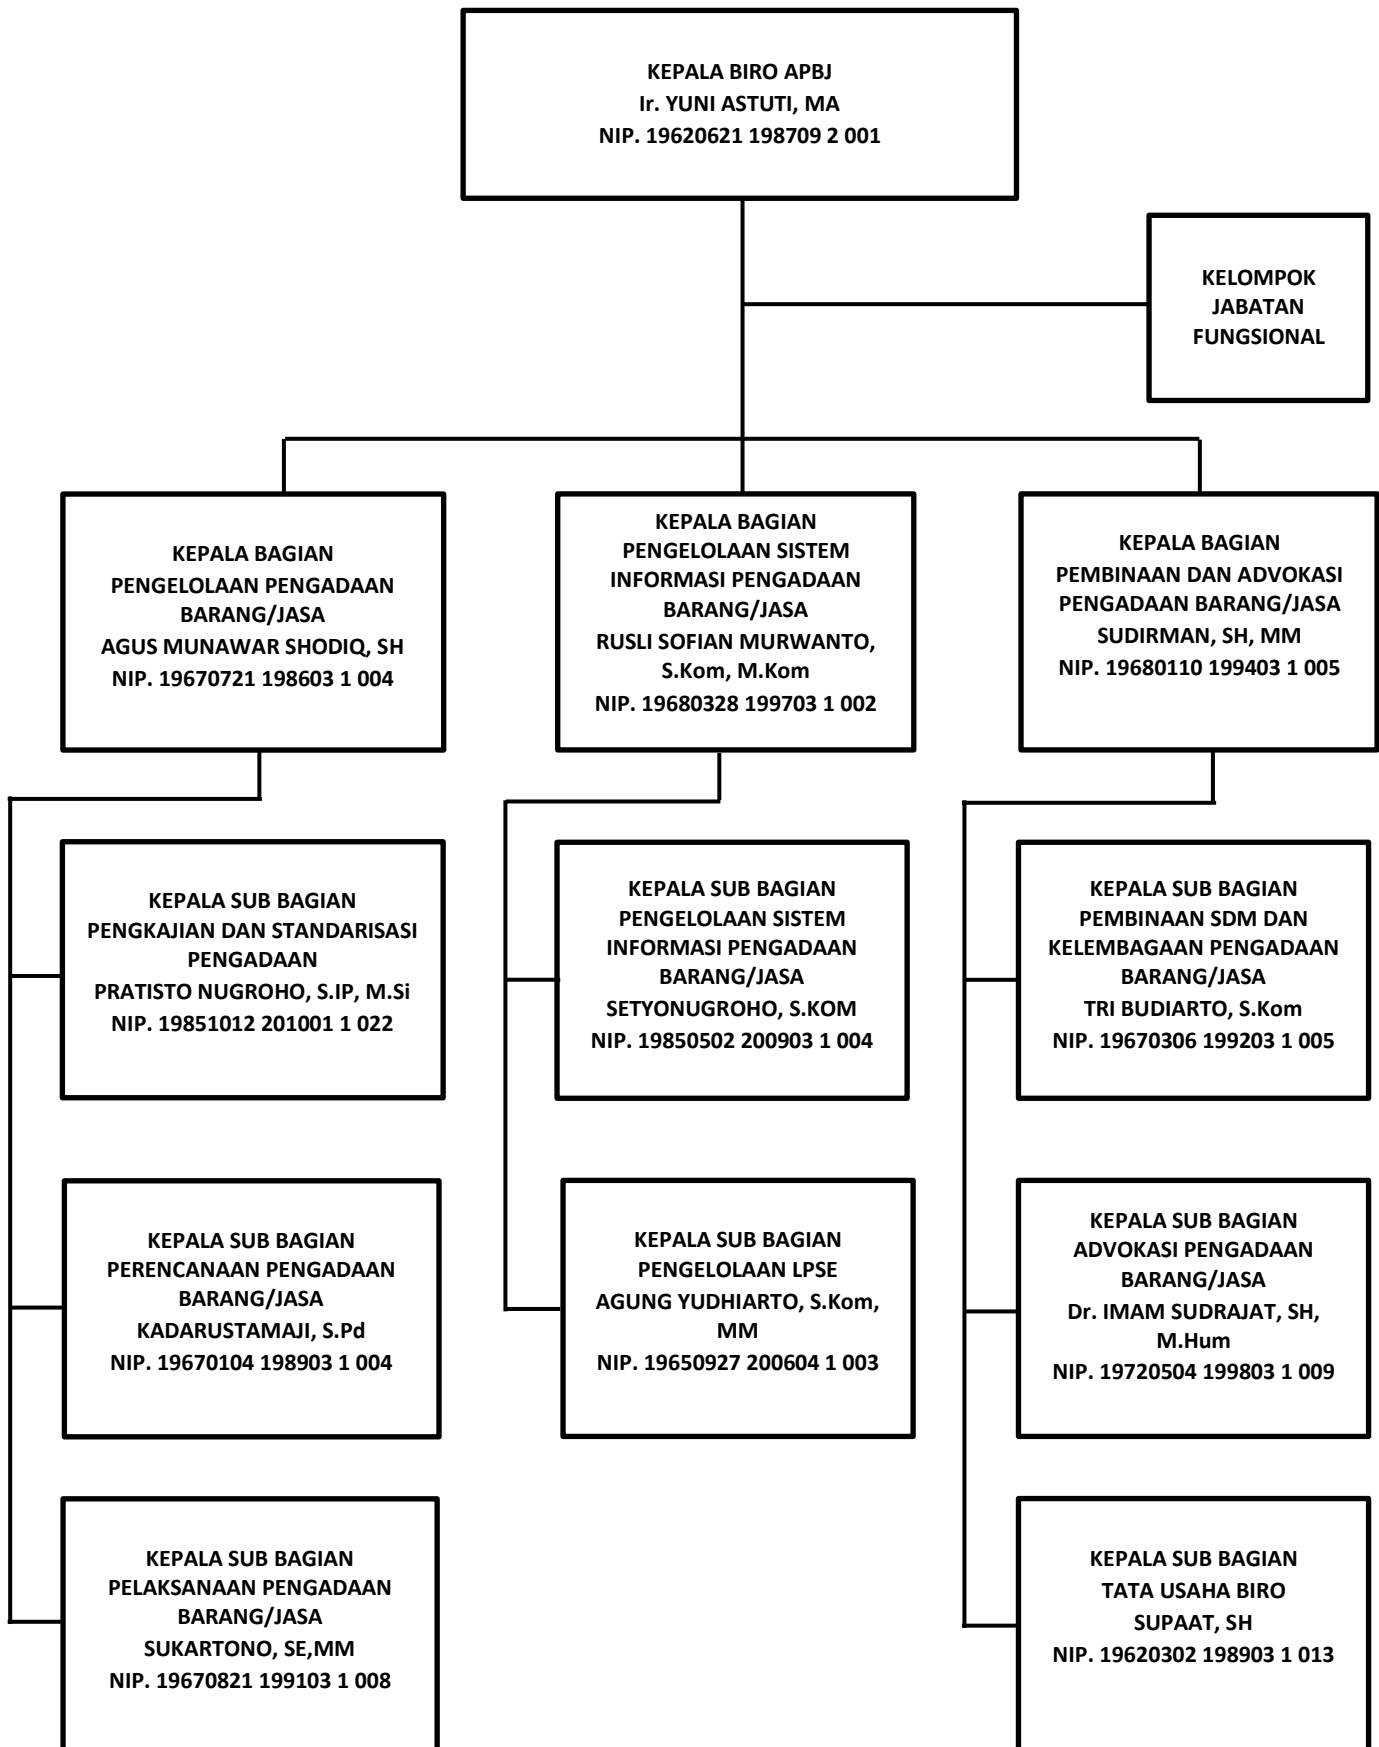 KEPALA BIRO APBJ
Ir. YUNI ASTUTI, MA
NIP. 19620621 198709 2 001
KELOMPOK
JABATAN
FUNGSIONAL
KEPALA BAGIAN
PENGELOLAAN PENGADAAN
BARANG/JASA
AGUS MUNAWAR SHODIQ, SH
NIP. 19670721 198603 1 004
KEPALA BAGIAN
PENGELOLAAN SISTEM
INFORMASI PENGADAAN
BARANG/JASA
RUSLI SOFIAN MURWANTO,
S.Kom, M.Kom
NIP. 19680328 199703 1 002
KEPALA BAGIAN
PEMBINAAN DAN ADVOKASI
PENGADAAN BARANG/JASA
SUDIRMAN, SH, MM
NIP. 19680110 199403 1 005
KEPALA SUB BAGIAN
PENGKAJIAN DAN STANDARISASI
PENGADAAN
PRATISTO NUGROHO, S.IP, M.Si
NIP. 19851012 201001 1 022
KEPALA SUB BAGIAN
PENGELOLAAN SISTEM
INFORMASI PENGADAAN
BARANG/JASA
SETYONUGROHO, S.KOM
NIP. 19850502 200903 1 004
KEPALA SUB BAGIAN
PEMBINAAN SDM DAN
KELEMBAGAAN PENGADAAN
BARANG/JASA
TRI BUDIARTO, S.Kom
NIP. 19670306 199203 1 005
KEPALA SUB BAGIAN
PERENCANAAN PENGADAAN
BARANG/JASA
KADARUSTAMAJI, S.Pd
NIP. 19670104 198903 1 004
KEPALA SUB BAGIAN
PENGELOLAAN LPSE
AGUNG YUDHIARTO, S.Kom,
MM
NIP. 19650927 200604 1 003
KEPALA SUB BAGIAN
ADVOKASI PENGADAAN
BARANG/JASA
Dr. IMAM SUDRAJAT, SH,
M.Hum
NIP. 19720504 199803 1 009
KEPALA SUB BAGIAN
PELAKSANAAN PENGADAAN
BARANG/JASA
SUKARTONO, SE,MM
NIP. 19670821 199103 1 008
KEPALA SUB BAGIAN
TATA USAHA BIRO
SUPAAT, SH
NIP. 19620302 198903 1 013